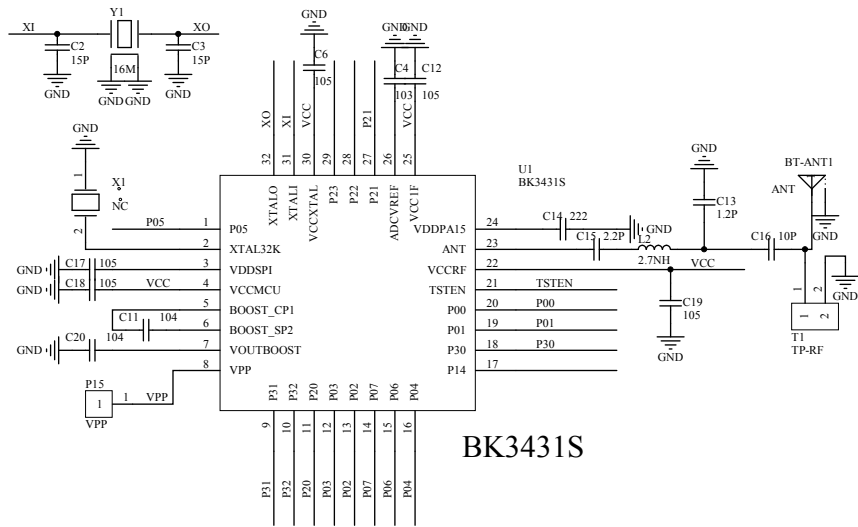 XI
Y1
XO
C2
15P
16M
C3
15P
GND
GND
GND
GND
GND
C6
105
VCC
GND
GND
C4
103
C12
105
XO
XI
P21
VCC
32
31
30
29
28
27
26
25
XTALO
XTALI
VCCXTAL
P23
P22
P21
ADCVREF
VCC1F
U1
BK3431S
GND
1
X1
NC
2
P05
1
P05
2
XTAL32K
GND
C17
105
3
VDDSPI
GND
C18
105
VCC
4
VCCMCU
5
BOOST_CP1
C11
104
6
BOOST_SP2
GND
C20
104
7
VOUTBOOST
8
VPP
P15
1
1
VPP
VPP
VDDPA15
24
C14
222
GND
ANT
23
C15
2.2P
L2
2.7NH
GND
C13
1.2P
C16
10P
BT-ANT1
ANT
GND
VCCRF
22
VCC
C19
105
GND
TSTEN
21
TSTEN
P00
20
P00
P01
19
P01
P30
18
P30
P14
17
1
2
GND
1
2
T1
TP-RF
P31
P32
P20
P03
P02
P07
P06
P04
9
10
11
12
13
14
15
16
P31
P32
P20
P03
P02
P07
P06
P04
BK3431S